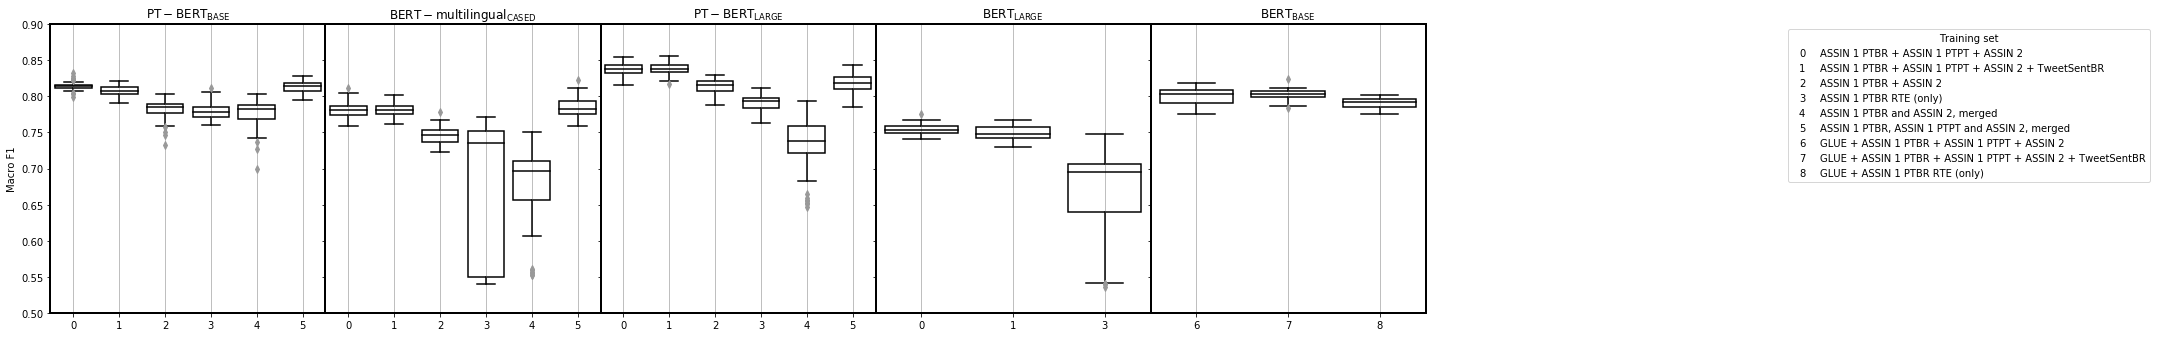 PT − BERT_BASE
BERT − multilingual_CASED
PT − BERT_LARGE
BERT_LARGE
BERT_BASE
Macro F1
0.90
0.85
0.80
0.75
0.70
0.65
0.60
0.55
0.50
0 1 2 3 4 5
0 1 2 3 4 5
0 1 2 3 4 5
0 1 3
6 7 8
Training set
0 ASSIN 1 PTBR + ASSIN 1 PTPT + ASSIN 2
1 ASSIN 1 PTBR + ASSIN 1 PTPT + ASSIN 2 + TweetSentBR
2 ASSIN 1 PTBR + ASSIN 2
3 ASSIN 1 PTBR RTE (only)
4 ASSIN 1 PTBR and ASSIN 2, merged
5 ASSIN 1 PTBR, ASSIN 1 PTPT and ASSIN 2, merged
6 GLUE + ASSIN 1 PTBR + ASSIN 1 PTPT + ASSIN 2
7 GLUE + ASSIN 1 PTBR + ASSIN 1 PTPT + ASSIN 2 + TweetSentBR
8 GLUE + ASSIN 1 PTBR RTE (only)